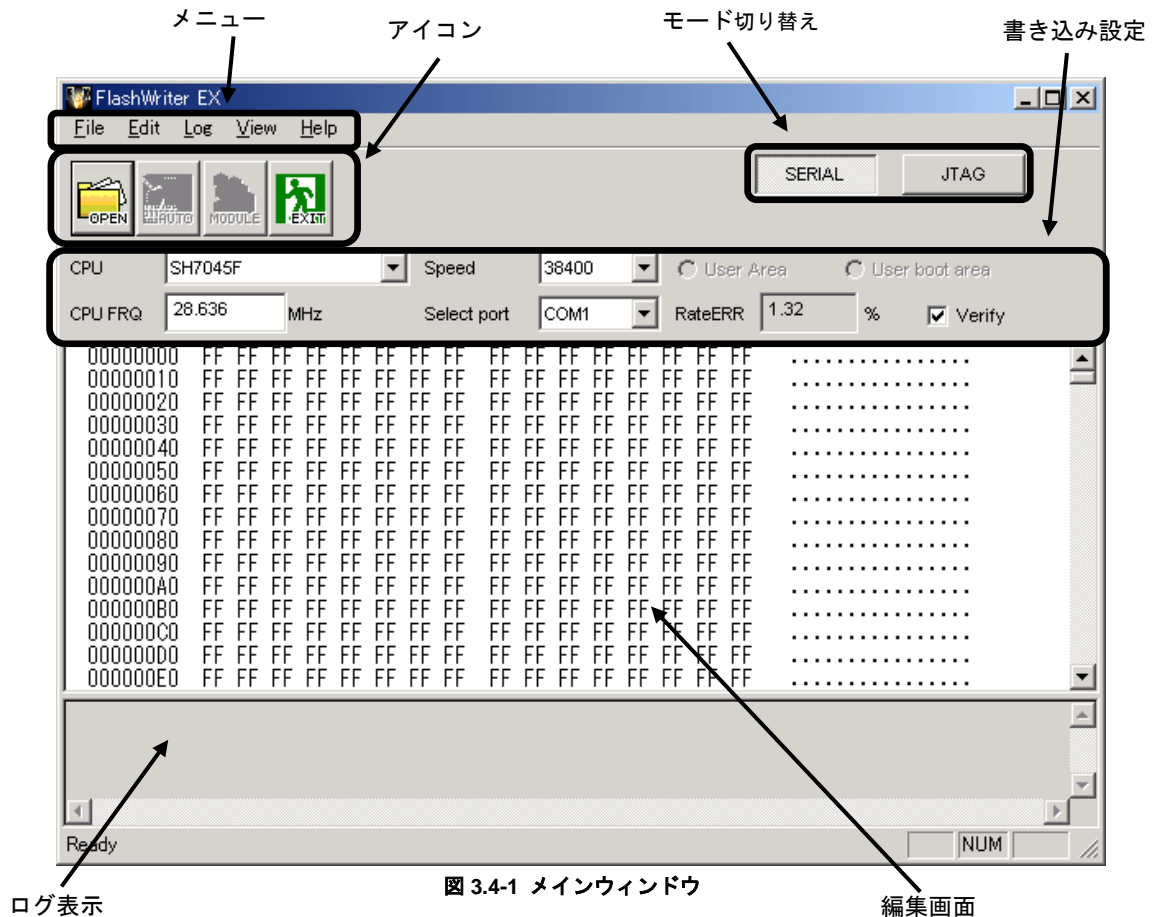 メニュー
アイコン
モード切り替え
書き込み設定
FlashWriter EX
File Edit Log View Help
OPEN AUTO MODULE EXIT
SERIAL JTAG
CPU SH7045F Speed 38400 User Area User boot area
CPU FRQ 28.636 MHz Select port COM1 RateERR 1.32 % Verify
00000000 FF FF FF FF FF FF FF FF FF FF FF FF FF FF FF FF ................
00000010 FF FF FF FF FF FF FF FF FF FF FF FF FF FF FF FF ................
00000020 FF FF FF FF FF FF FF FF FF FF FF FF FF FF FF FF ................
00000030 FF FF FF FF FF FF FF FF FF FF FF FF FF FF FF FF ................
00000040 FF FF FF FF FF FF FF FF FF FF FF FF FF FF FF FF ................
00000050 FF FF FF FF FF FF FF FF FF FF FF FF FF FF FF FF ................
00000060 FF FF FF FF FF FF FF FF FF FF FF FF FF FF FF FF ................
00000070 FF FF FF FF FF FF FF FF FF FF FF FF FF FF FF FF ................
00000080 FF FF FF FF FF FF FF FF FF FF FF FF FF FF FF FF ................
00000090 FF FF FF FF FF FF FF FF FF FF FF FF FF FF FF FF ................
000000A0 FF FF FF FF FF FF FF FF FF FF FF FF FF FF FF FF ................
000000B0 FF FF FF FF FF FF FF FF FF FF FF FF FF FF FF FF ................
000000C0 FF FF FF FF FF FF FF FF FF FF FF FF FF FF FF FF ................
000000D0 FF FF FF FF FF FF FF FF FF FF FF FF FF FF FF FF ................
000000E0 FF FF FF FF FF FF FF FF FF FF FF FF FF FF FF FF ................
Ready NUM
図 3.4-1 メインウィンドウ
ログ表示
編集画面